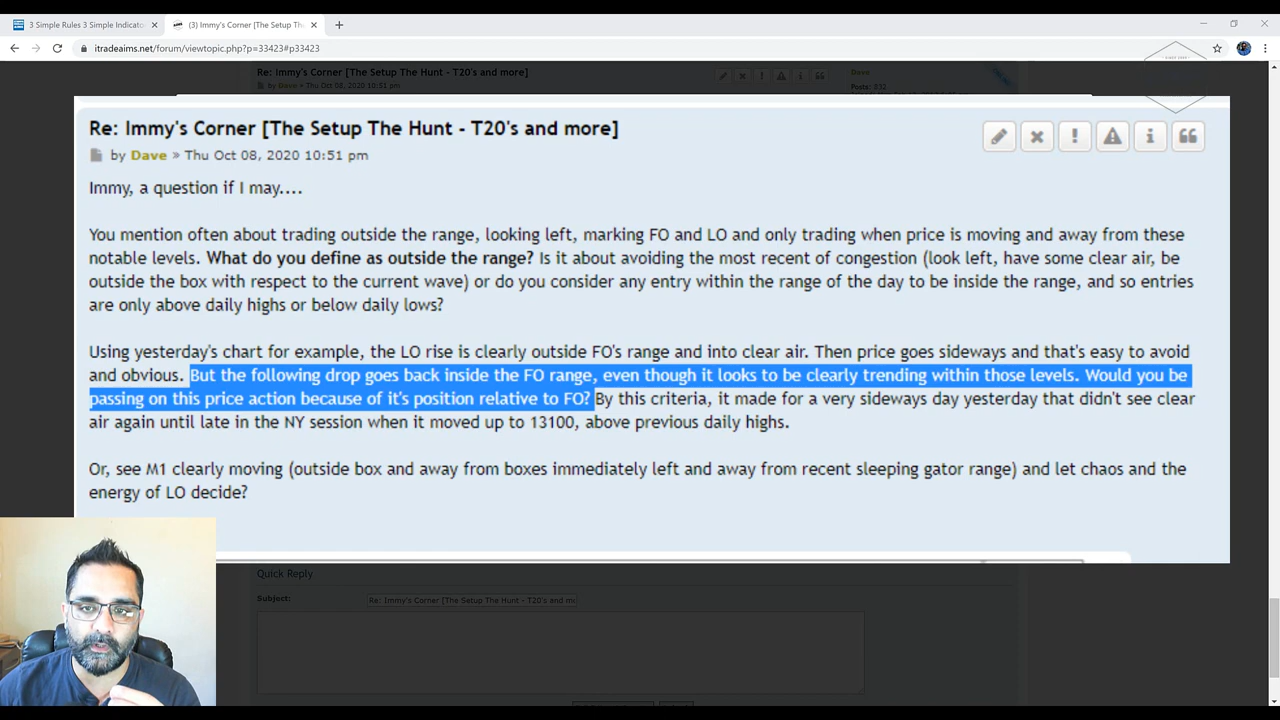 3 Simple Rules 3 Simple Indicato
(3) Immy's Corner [The Setup Th
itradeaims.net/forum/viewtopic.php?p=33423#p33423
Re: Immy's Corner [The Setup The Hunt - T20's and more]
by Dave » Thu Oct 08, 2020 10:51 pm
Dave
Re: Immy's Corner [The Setup The Hunt - T20's and more]
by Dave » Thu Oct 08, 2020 10:51 pm
Immy, a question if I may....
You mention often about trading outside the range, looking left, marking FO and LO and only trading when price is moving and away from these
notable levels. What do you define as outside the range? Is it about avoiding the most recent of congestion (look left, have some clear air, be
outside the box with respect to the current wave) or do you consider any entry within the range of the day to be inside the range, and so entries
are only above daily highs or below daily lows?
Using yesterday's chart for example, the LO rise is clearly outside FO's range and into clear air. Then price goes sideways and that's easy to avoid
and obvious. But the following drop goes back inside the FO range, even though it looks to be clearly trending within those levels. Would you be
passing on this price action because of it's position relative to FO? By this criteria, it made for a very sideways day yesterday that didn't see clear
air again until late in the NY session when it moved up to 13100, above previous daily highs.
Or, see M1 clearly moving (outside box and away from boxes immediately left and away from recent sleeping gator range) and let chaos and the
energy of LO decide?
Quick Reply
Subject:
Re: Immy's Corner [The Setup The Hunt - T20's and m